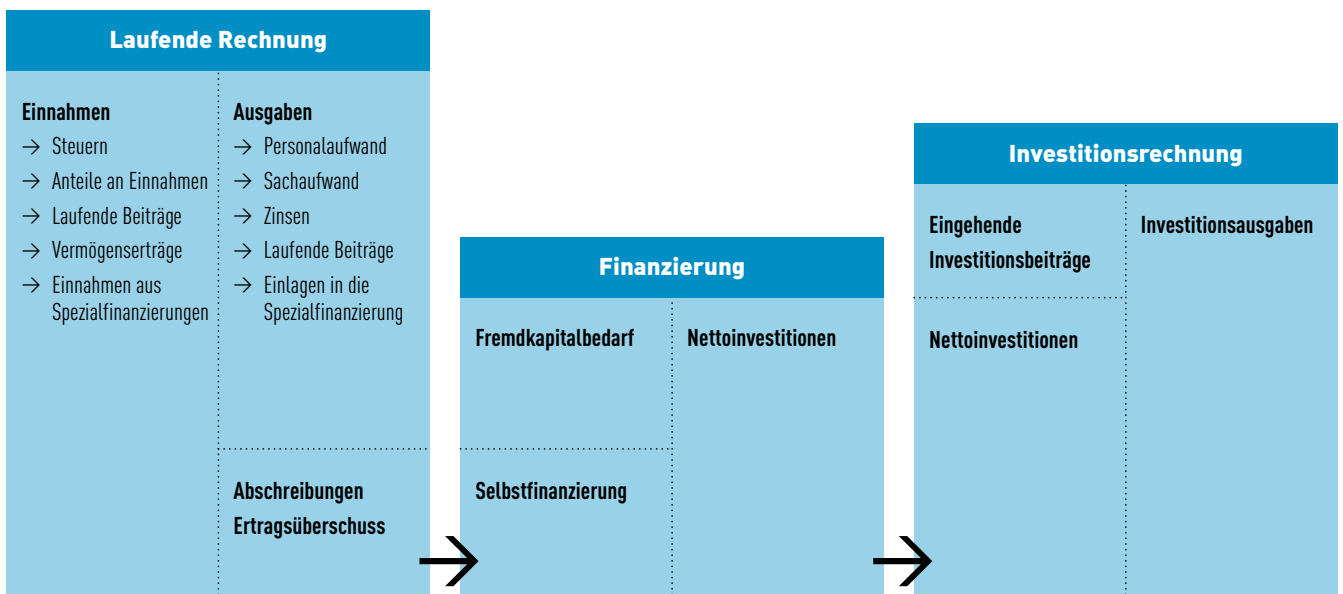 Laufende Rechnung
Einnahmen
→ Steuern
→ Anteile an Einnahmen
→ Laufende Beiträge
→ Vermögenserträge
→ Einnahmen aus
Spezialfinanzierungen
Ausgaben
→ Personalaufwand
→ Sachaufwand
→ Zinsen
→ Laufende Beiträge
→ Einlagen in die
Spezialfinanzierung
Abschreibungen
Ertragsüberschuss
Finanzierung
Fremdkapitalbedarf
Selbstfinanzierung
Nettoinvestitionen
Investitionsrechnung
Eingehende
Investitionsbeiträge
Nettoinvestitionen
Investitionsausgaben